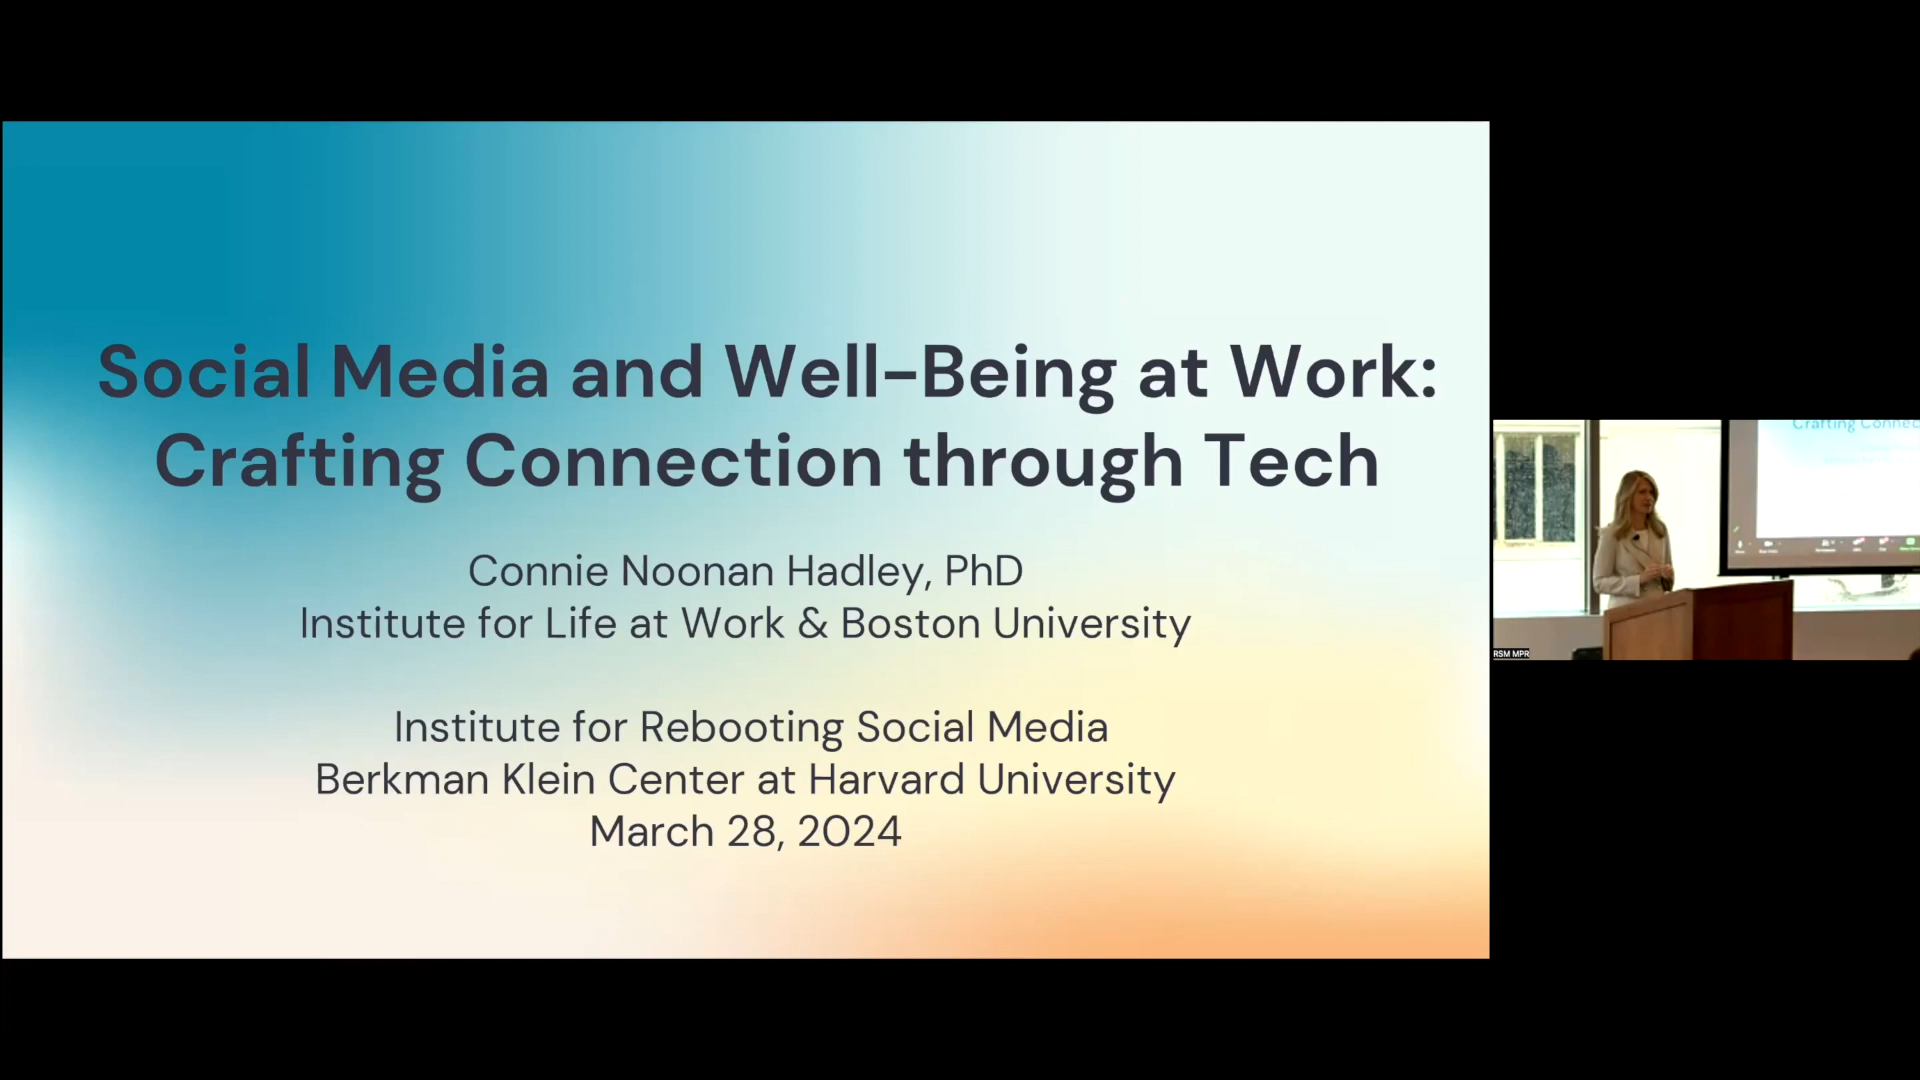 Social Media and Well-Being at Work:
Crafting Connection through Tech
Connie Noonan Hadley, PhD
Institute for Life at Work & Boston University
Institute for Rebooting Social Media
Berkman Klein Center at Harvard University
March 28, 2024
Crafting Connec
RSM MPR